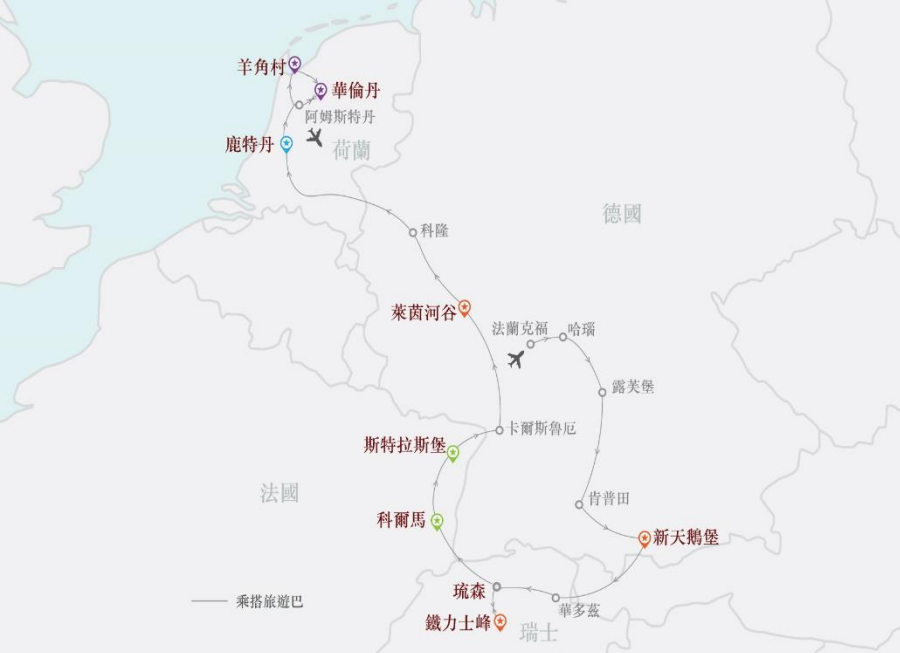 羊角村
華倫丹
阿姆斯特丹
鹿特丹
荷蘭
德國
科隆
萊茵河谷
法蘭克福
哈瑙
露芙堡
卡爾斯魯厄
斯特拉斯堡
法國
肯普田
科爾馬
新天鵝堡
琉森
華多茲
乘搭旅遊巴
鐵力士峰
瑞士